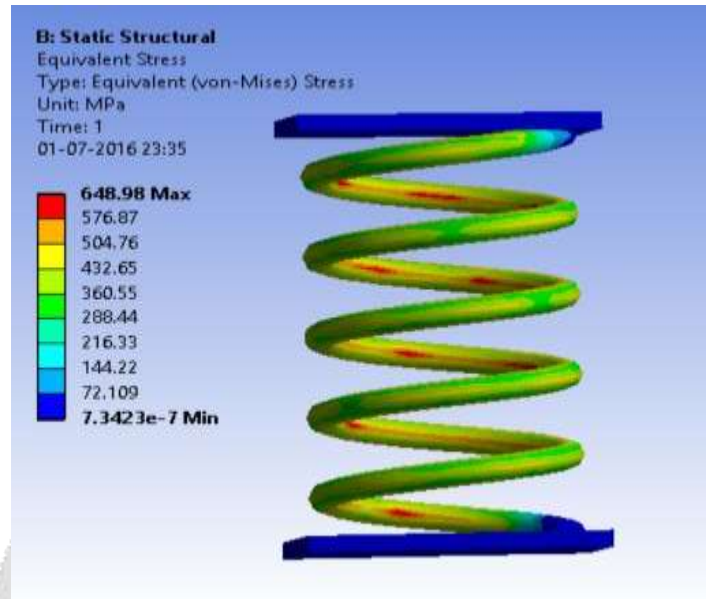 B: Static Structural
Equivalent Stress
Type: Equivalent (von-Mises) Stress
Unit: MPa
Time: 1
01-07-2016 23:35
648.98 Max
576.87
504.76
432.65
360.55
288.44
216.33
144.22
72.109
7.3423e-7 Min